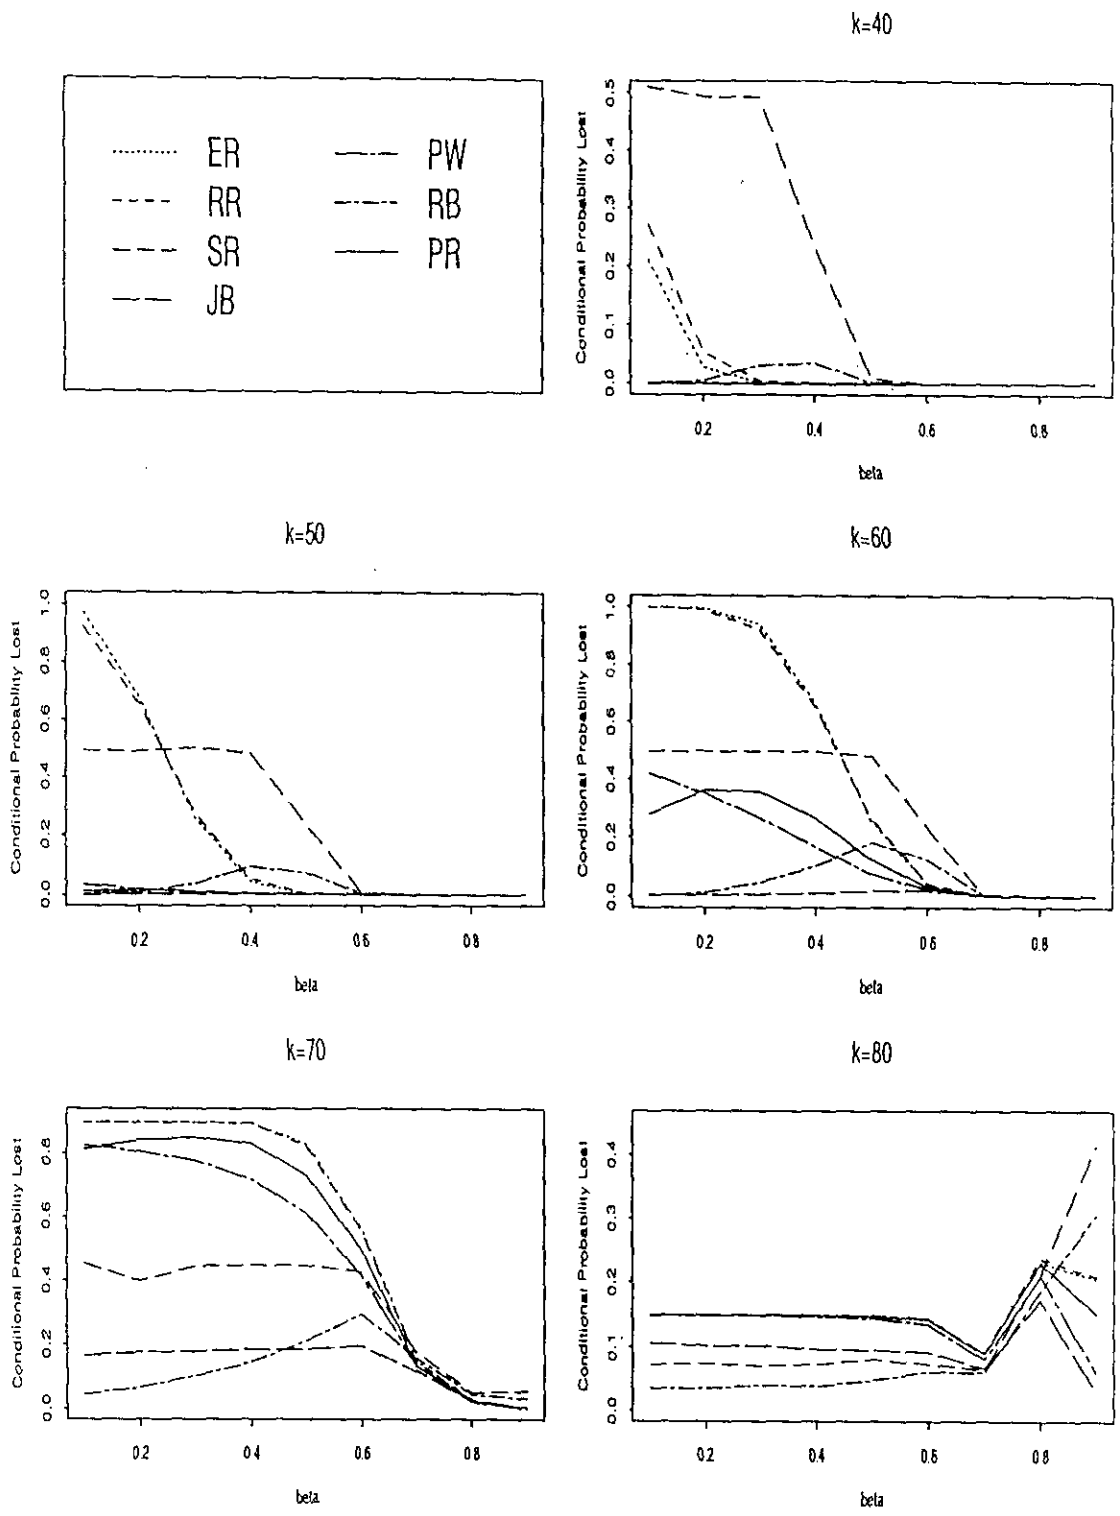 k=40
ER
RR
SR
JB
PW
RB
PR
Conditional Probability Lost
0.0 0.1 0.2 0.3 0.4 0.5
0.2 0.4 0.6 0.8
beta
k=50
Conditional Probability Lost
0.0 0.2 0.4 0.6 0.8 1.0
0.2 0.4 0.6 0.8
beta
k=60
Conditional Probability Lost
0.0 0.2 0.4 0.6 0.8 1.0
0.2 0.4 0.6 0.8
beta
k=70
Conditional Probability Lost
0.0 0.2 0.4 0.6 0.8
0.2 0.4 0.6 0.8
beta
k=80
Conditional Probability Lost
0.0 0.1 0.2 0.3 0.4
0.2 0.4 0.6 0.8
beta